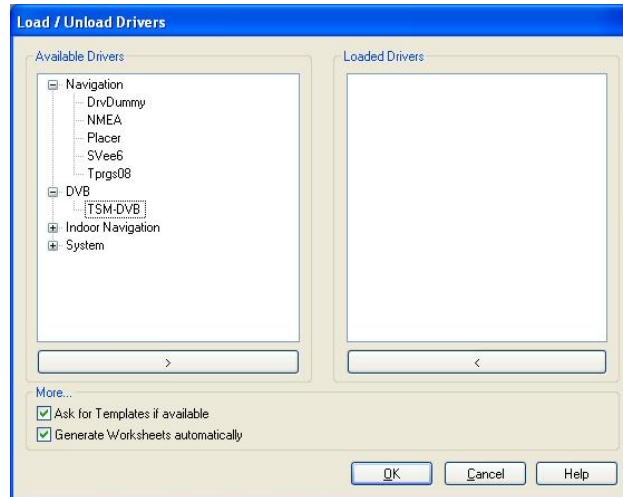 Load / Unload Drivers
Available Drivers
Loaded Drivers
Navigation
DrvDummy
NMEA
Placer
SVee6
Tprgs08
DVB
TSM-DVB
Indoor Navigation
System
>
<
More...
Ask for Templates if available
Generate Worksheets automatically
OK
Cancel
Help